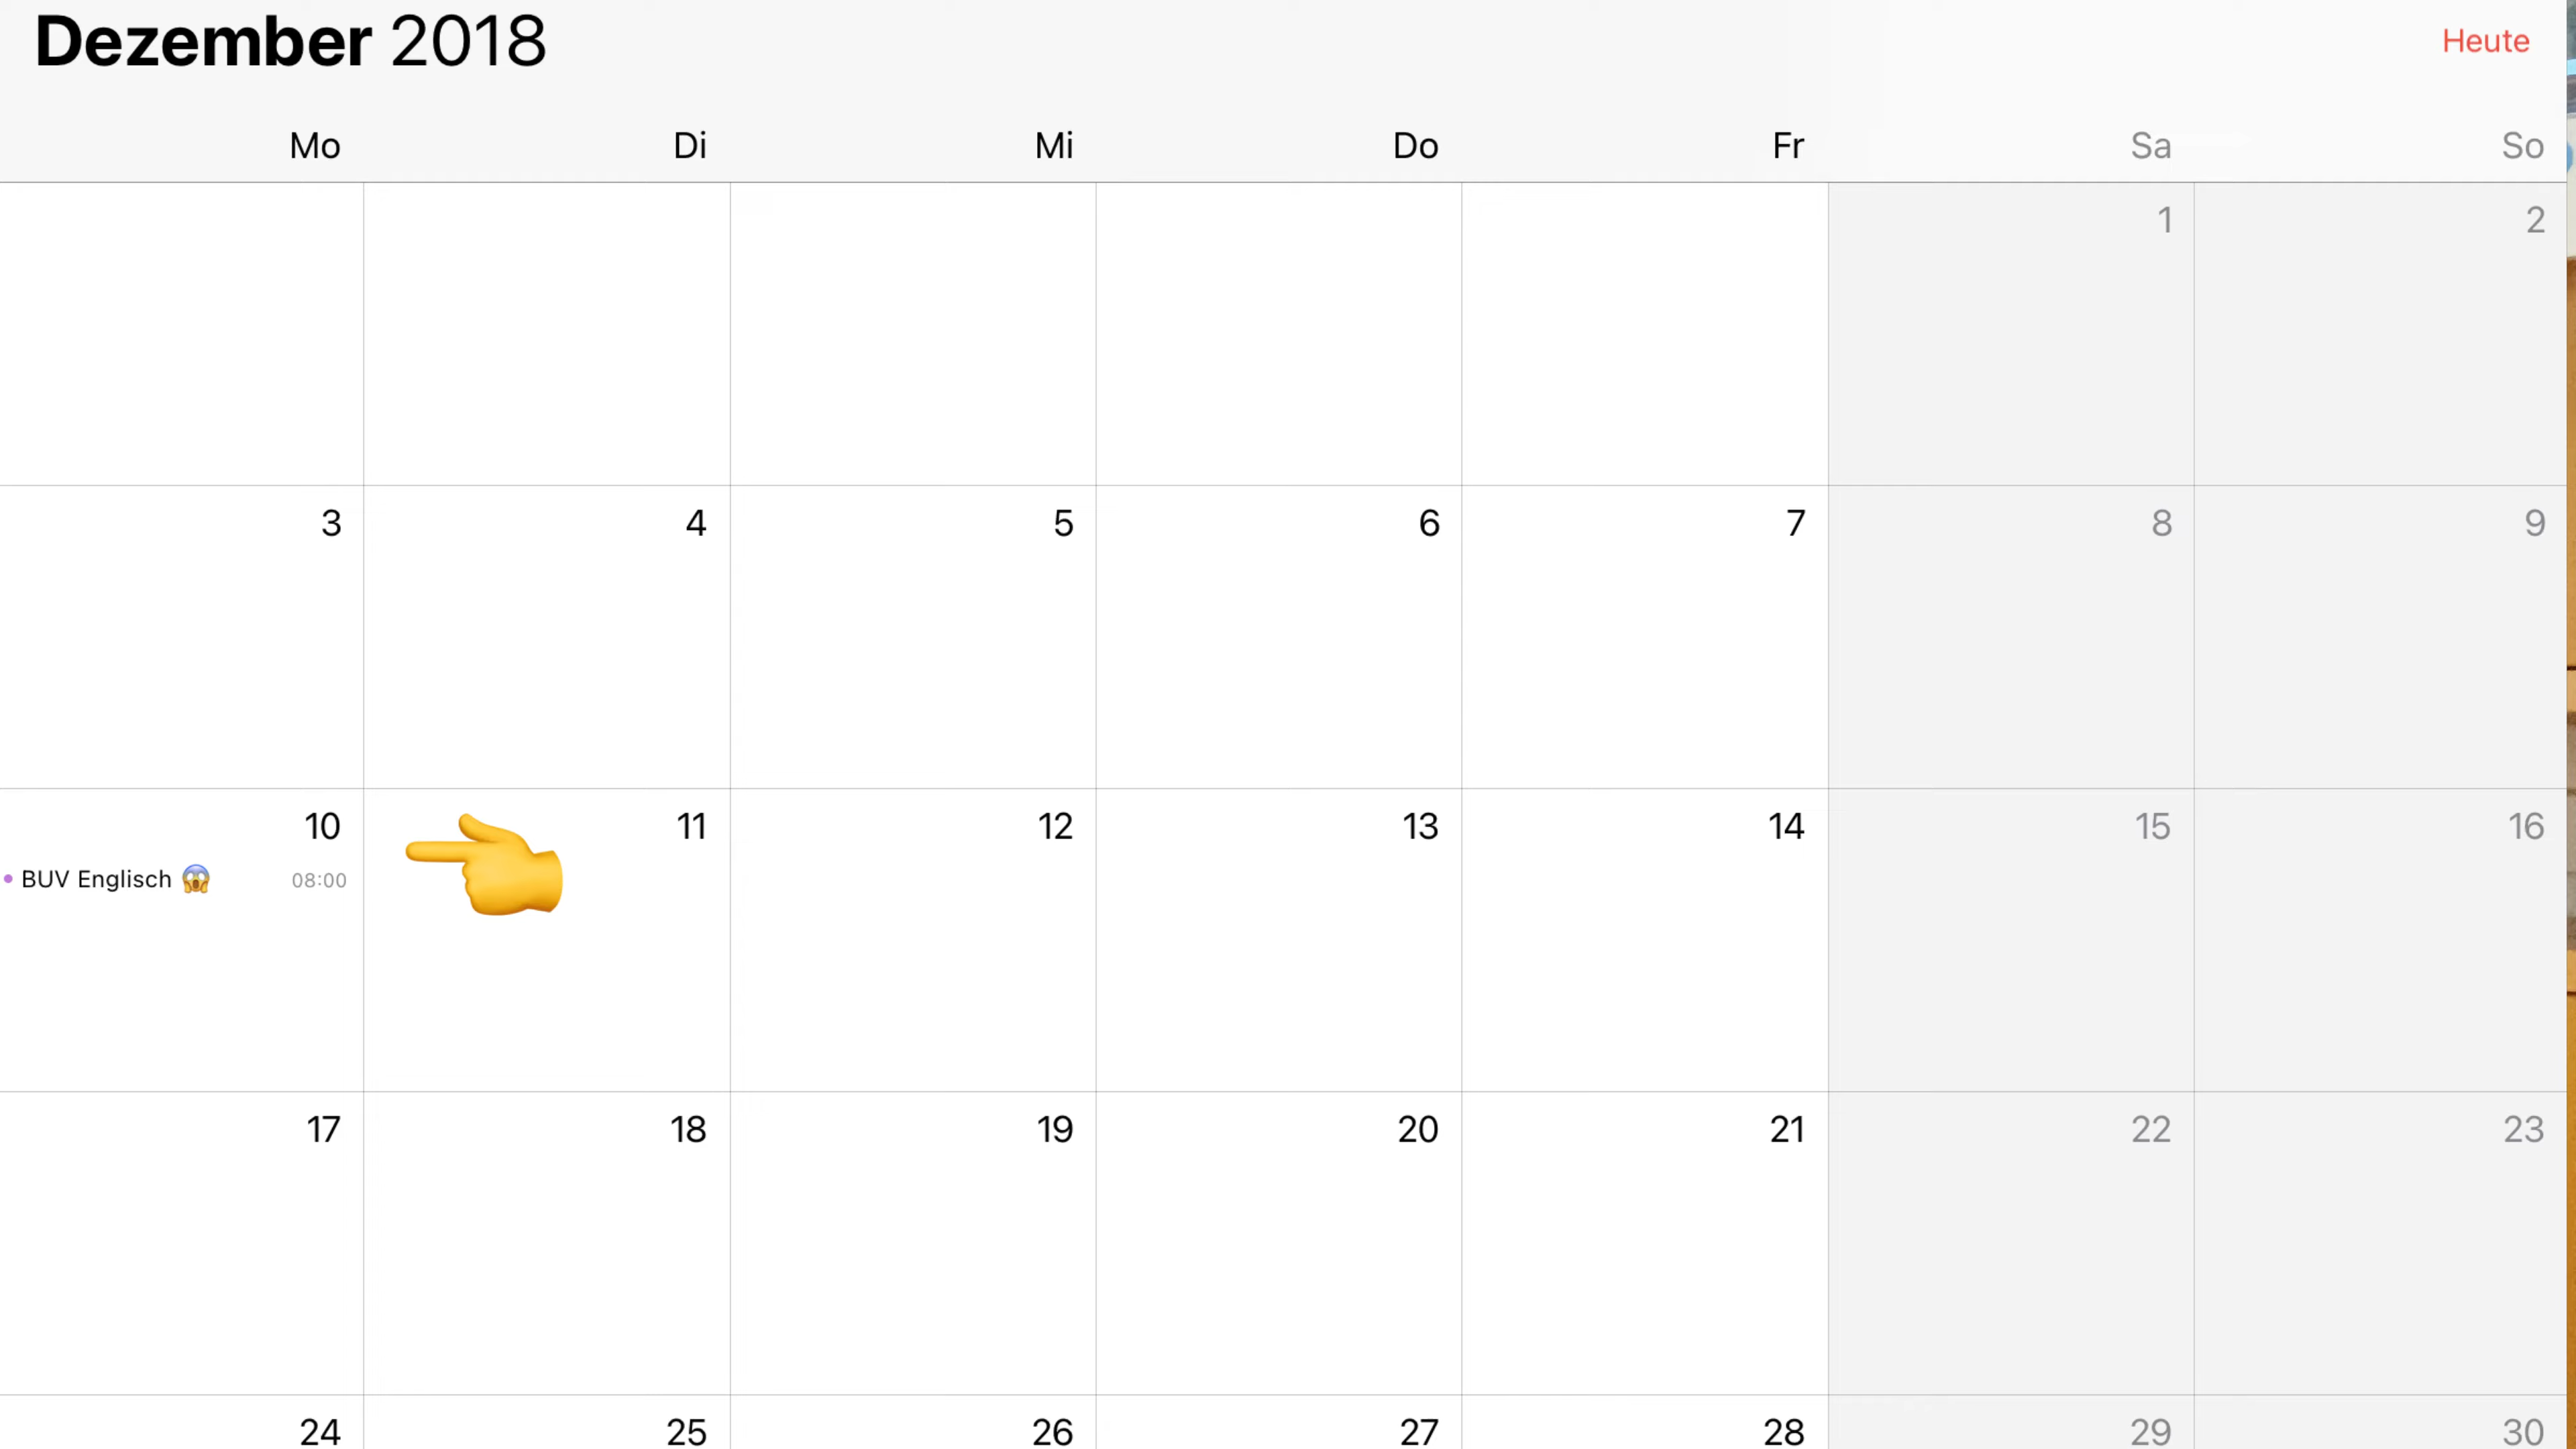 Dezember 2018
Heute
Mo Di Mi Do Fr Sa So
1 2
3 4 5 6 7 8 9
10 11 12 13 14 15 16
BUV Englisch 😱 08:00
17 18 19 20 21 22 23
24 25 26 27 28 29 30